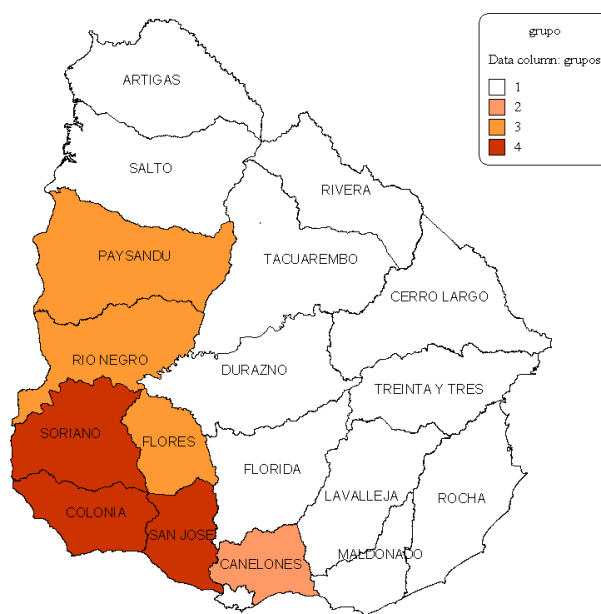 grupo
Data column: grupos
1
2
3
4
ARTIGAS
SALTO
RIVERA
PAYSANDU
TACUAREMBO
CERRO LARGO
RIO NEGRO
DURAZNO
TREINTA Y TRES
SORIANO
FLORES
FLORIDA
LAVALLEJA
ROCHA
COLONIA
SAN JOSE
MALDONADO
CANELONES